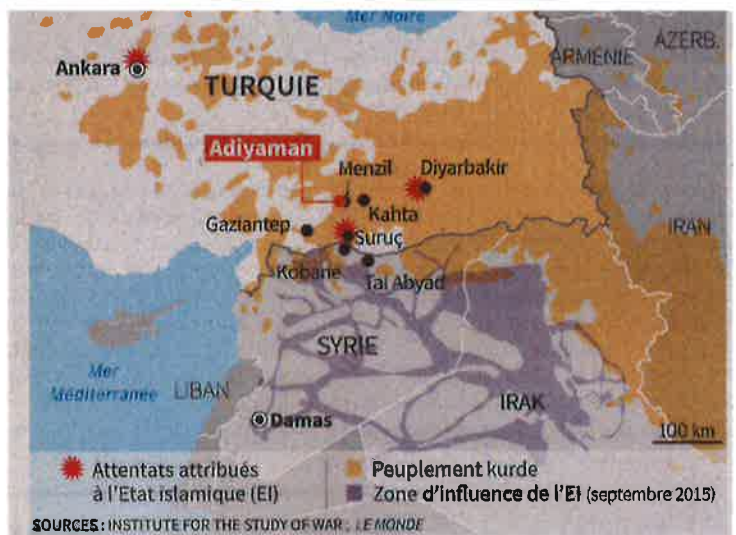 Mer Noire
ARMÉNIE
AZERB.
Ankara
TURQUIE
Adiyaman
Menzil
Diyarbakir
Kahta
Gaziantep
Suruç
IRAN
Kobané
Tal Abyad
SYRIE
Mer
Méditerranée
LIBAN
IRAK
Damas
100 km
Attentats attribués
à l'Etat islamique (EI)
Peuplement kurde
Zone d'influence de l'EI (septembre 2015)
SOURCES : INSTITUTE FOR THE STUDY OF WAR ; LE MONDE